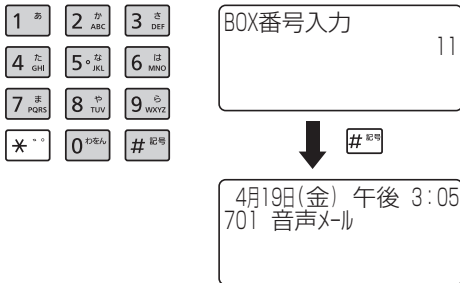 1 あ
2 か ABC
3 さ DEF
4 た GHI
5 な JKL
6 は MNO
7 ま PQRS
8 や TUV
9 ら WXYZ
* ゛゜
0 わをん
# 記号
BOX番号入力
11
# 記号
4月19日(金) 午後 3:05
701 音声メール